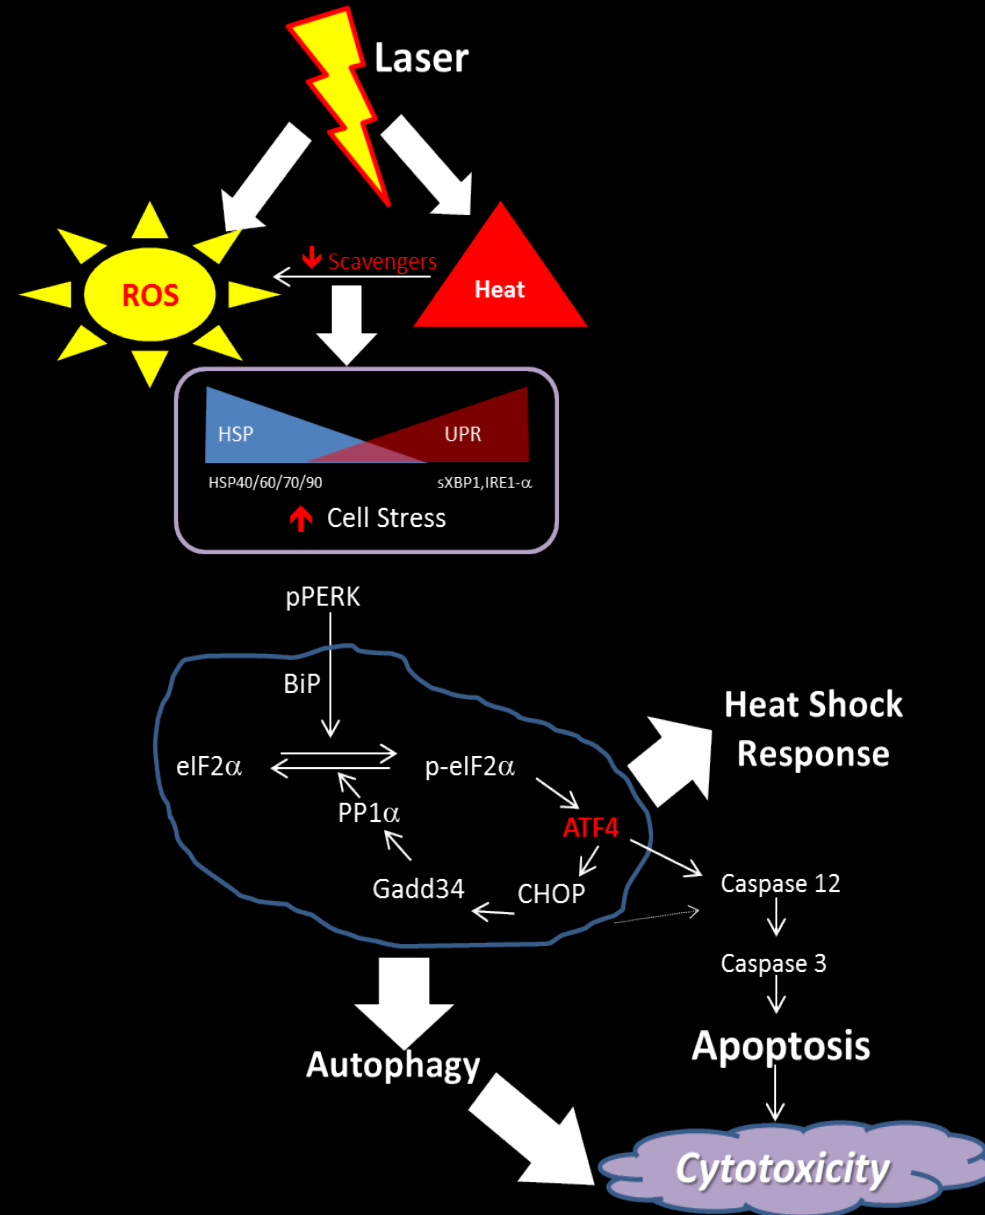 Laser
Scavengers
ROS
Heat
HSP
UPR
HSP40/60/70/90
sXBP1,IRE1-α
Cell Stress
pPERK
BiP
Heat Shock
Response
eIF2α
p-eIF2α
PP1α
ATF4
Gadd34
CHOP
Caspase 12
Caspase 3
Apoptosis
Autophagy
Cytotoxicity